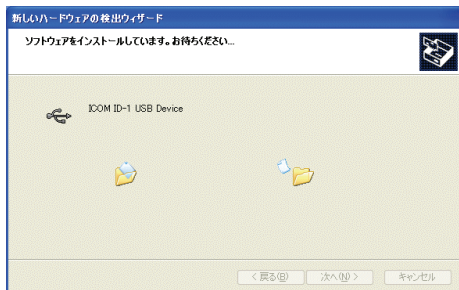 新しいハードウェアの検出ウィザード
ソフトウェアをインストールしています。お待ちください...
ICOM ID-1 USB Device
< 戻る(B)
次へ(N) >
キャンセル